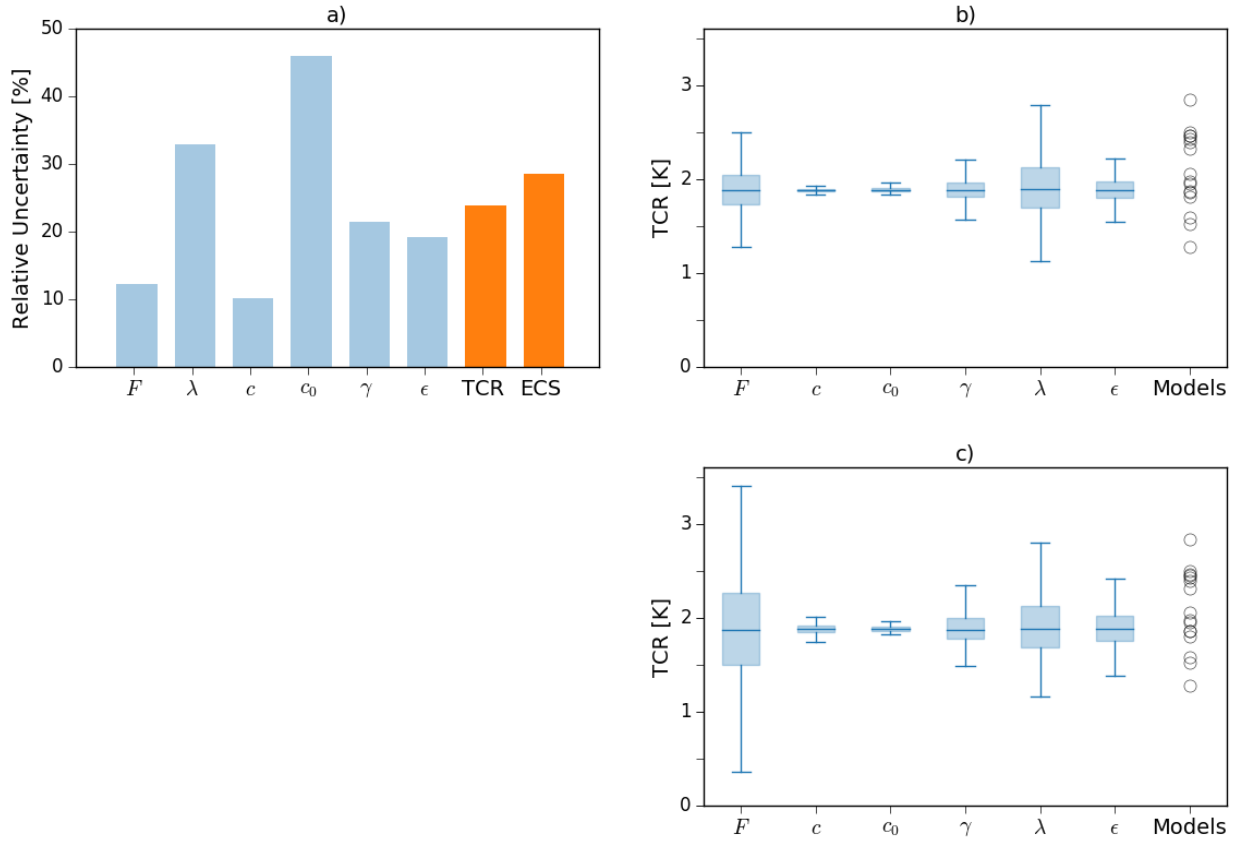 a)
Relative Uncertainty [%]
50
40
30
20
10
0
F λ c c₀ γ ϵ TCR ECS
b)
TCR [K]
3
2
1
0
F c c₀ γ λ ϵ Models
c)
TCR [K]
3
2
1
0
F c c₀ γ λ ϵ Models